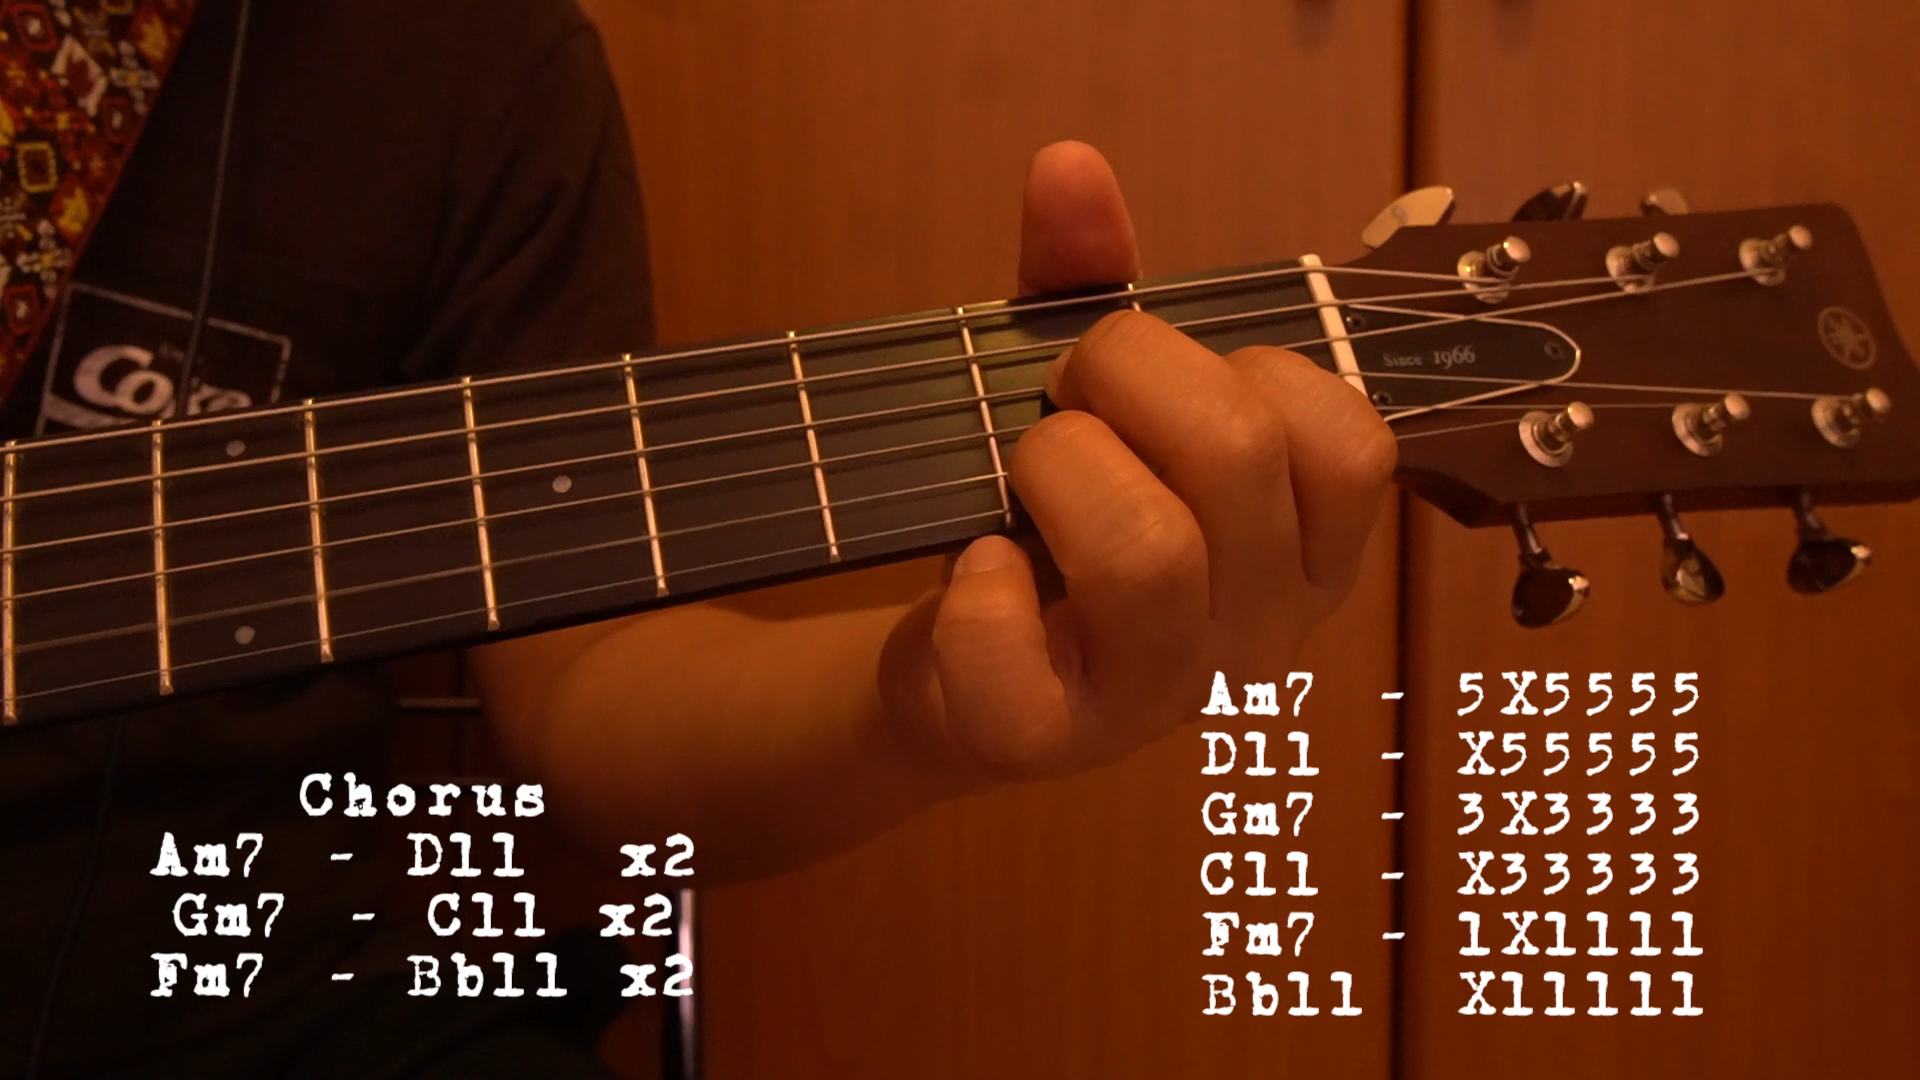 Since 1966
Chorus
Am7 - D11 x2
Gm7 - C11 x2
Fm7 - Bb11 x2
Am7 - 5X5555
D11 - X55555
Gm7 - 3X3333
C11 - X33333
Fm7 - 1X1111
Bb11 X11111